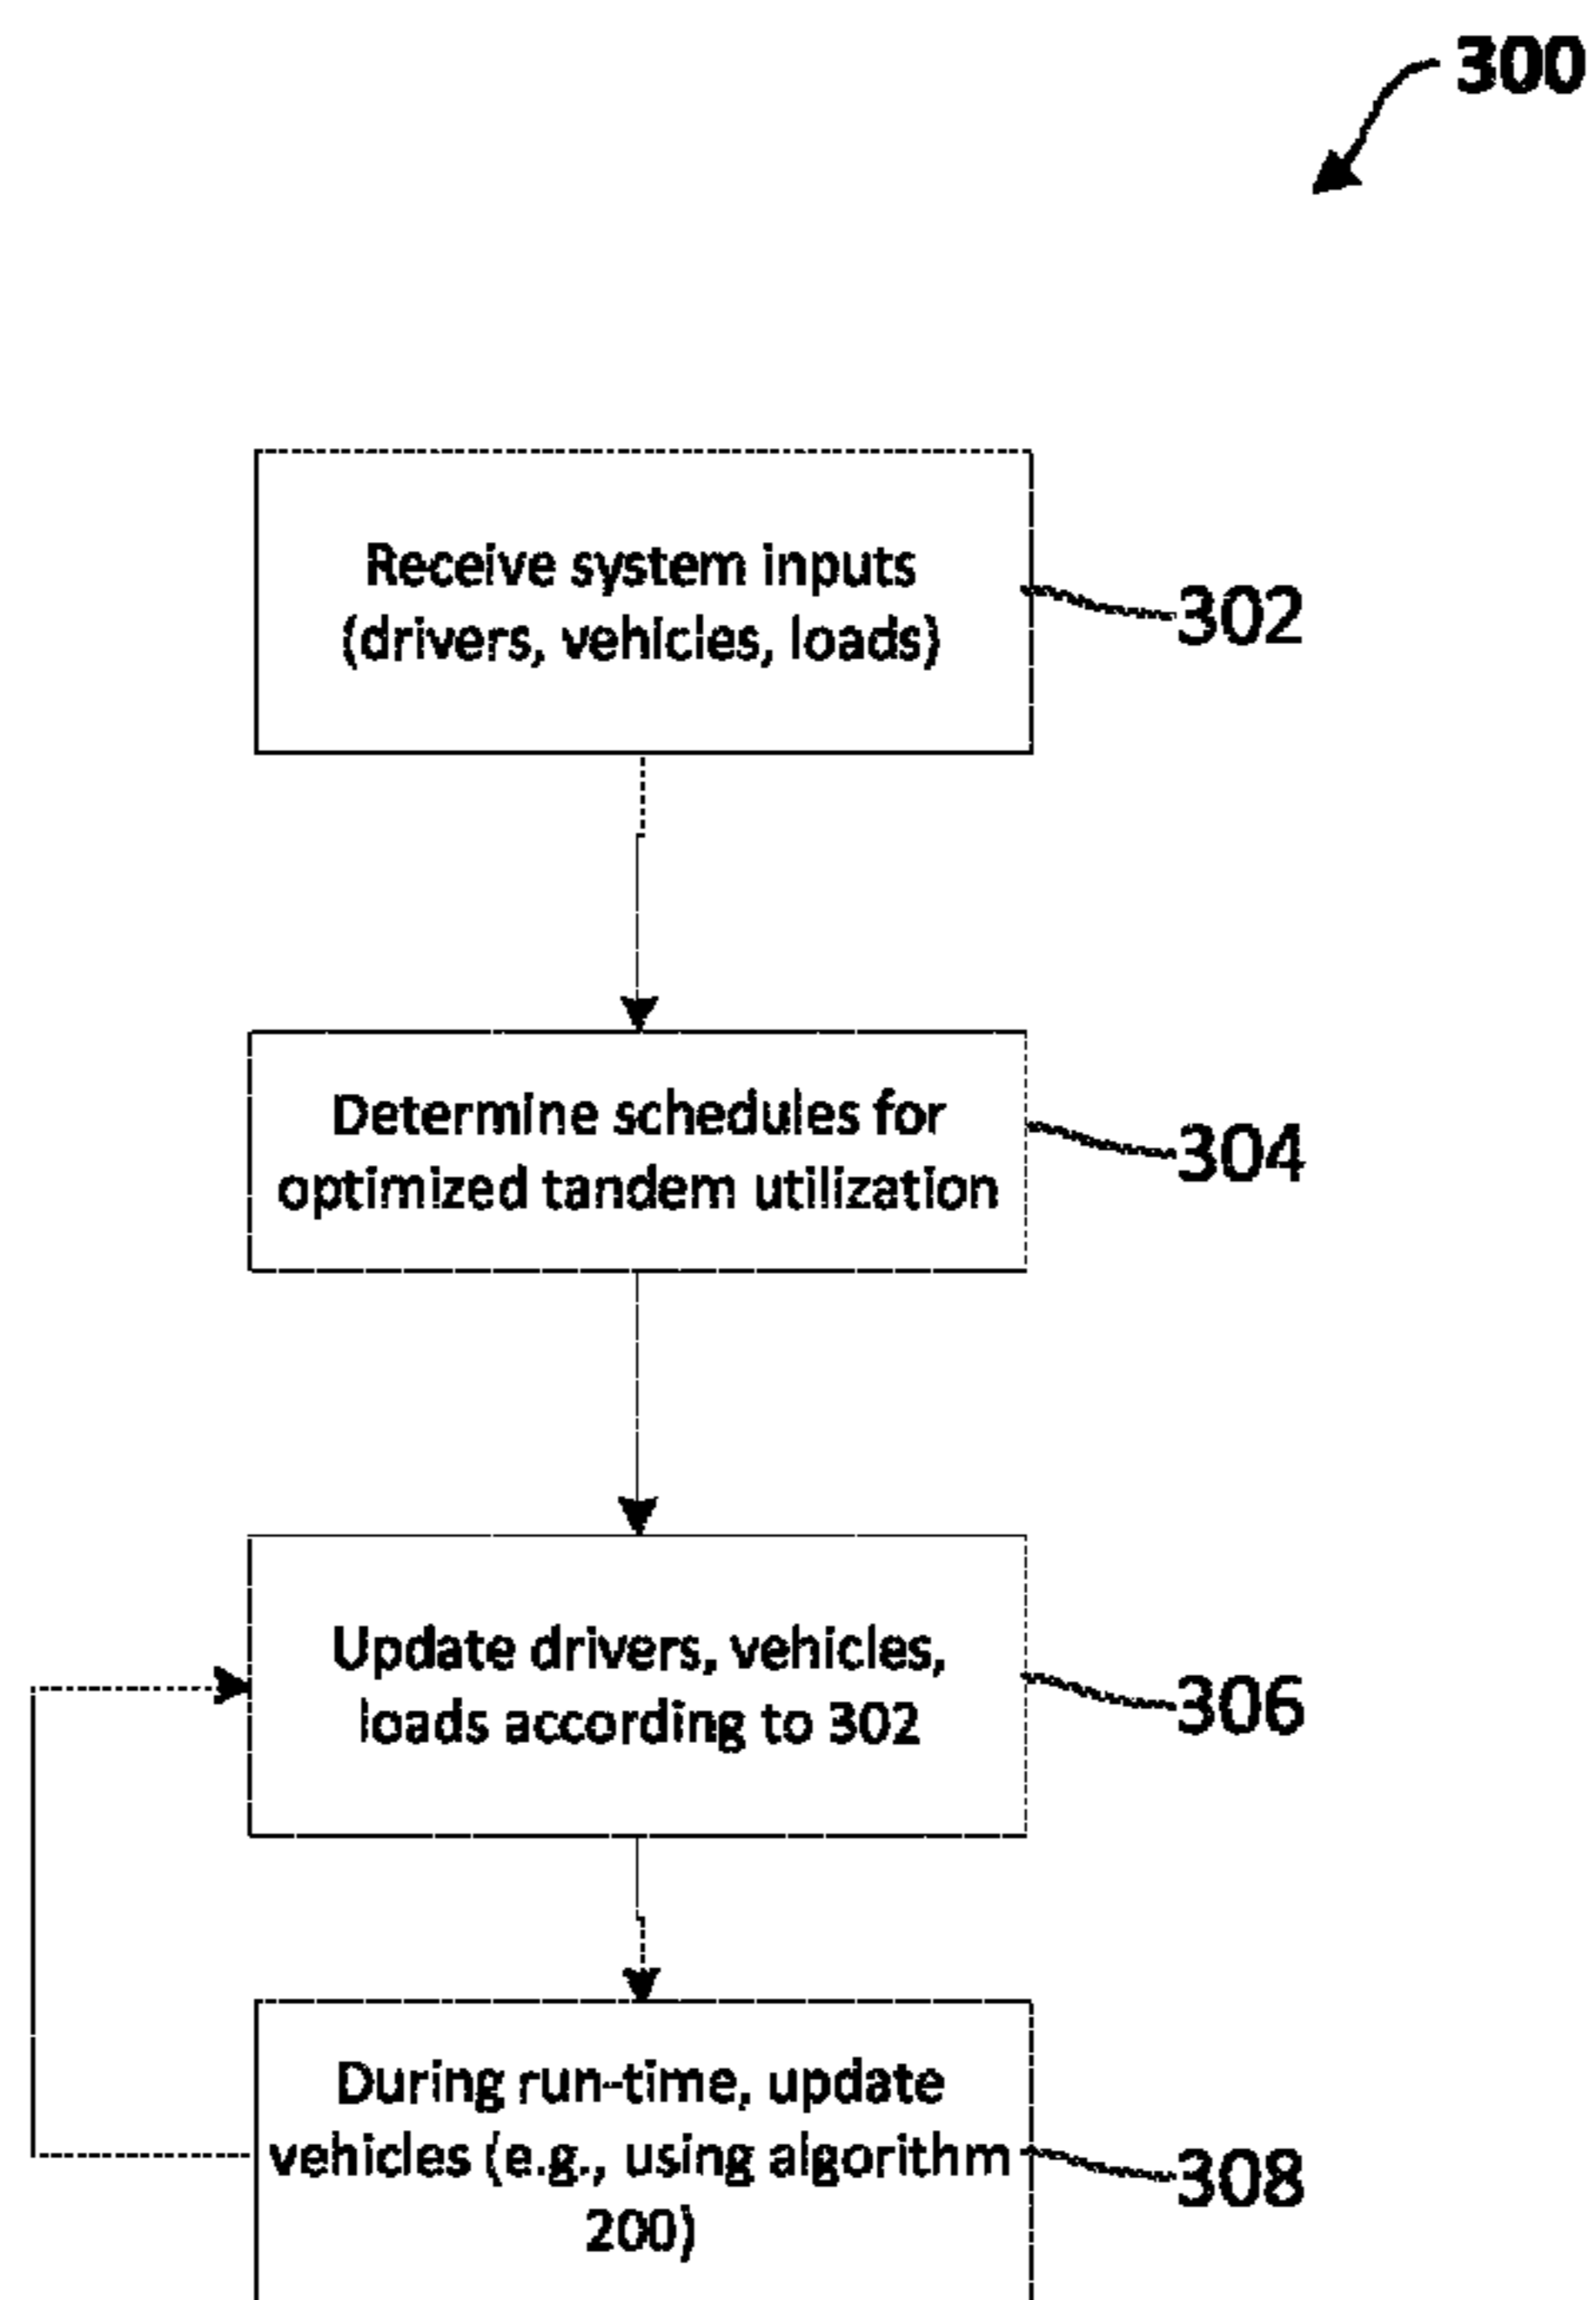 300
Receive system inputs
(drivers, vehicles, loads)
302
Determine schedules for
optimized tandem utilization
304
Update drivers, vehicles,
loads according to 302
306
During run-time, update
vehicles (e.g., using algorithm
200)
308